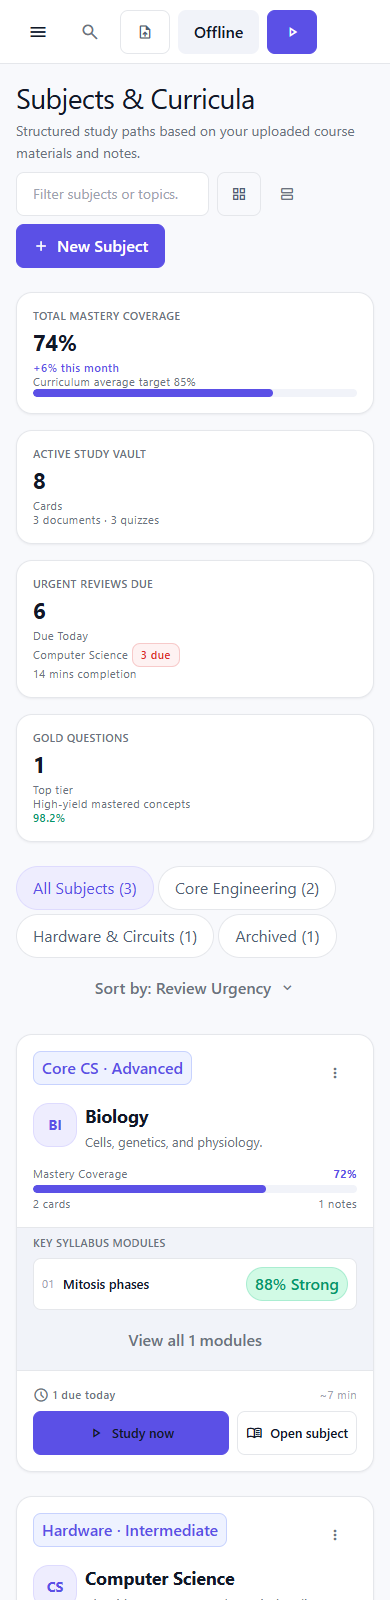 Offline
Subjects & Curricula
Structured study paths based on your uploaded course
materials and notes.
Filter subjects or topics.
+ New Subject
TOTAL MASTERY COVERAGE
74%
+6% this month
Curriculum average target 85%
ACTIVE STUDY VAULT
8
Cards
3 documents · 3 quizzes
URGENT REVIEWS DUE
6
Due Today
Computer Science 3 due
14 mins completion
GOLD QUESTIONS
1
Top tier
High-yield mastered concepts
98.2%
All Subjects (3) Core Engineering (2)
Hardware & Circuits (1) Archived (1)
Sort by: Review Urgency
Core CS · Advanced
BI Biology
Cells, genetics, and physiology.
Mastery Coverage 72%
2 cards 1 notes
KEY SYLLABUS MODULES
01 Mitosis phases 88% Strong
View all 1 modules
1 due today ~7 min
Study now Open subject
Hardware · Intermediate
CS Computer Science